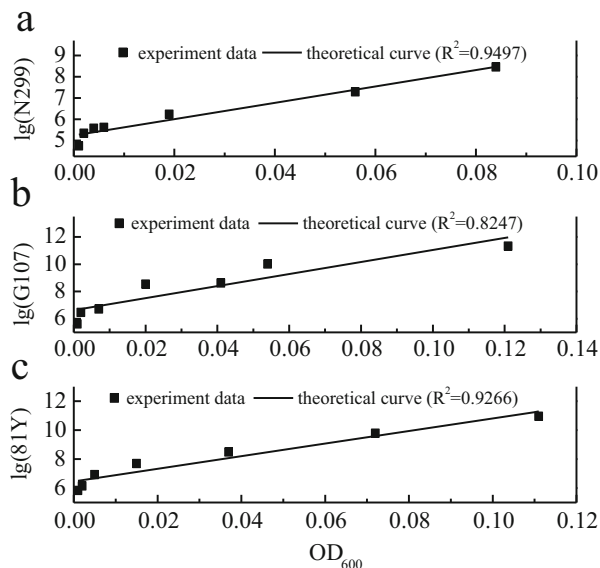 a
experiment data
theoretical curve (R²=0.9497)
lg(N299)
9
8
7
6
5
0.00
0.02
0.04
0.06
0.08
0.10
b
experiment data
theoretical curve (R²=0.8247)
lg(G107)
12
10
8
6
0.00
0.02
0.04
0.06
0.08
0.10
0.12
0.14
c
experiment data
theoretical curve (R²=0.9266)
lg(81Y)
12
10
8
6
0.00
0.02
0.04
0.06
0.08
0.10
0.12
OD₆₀₀